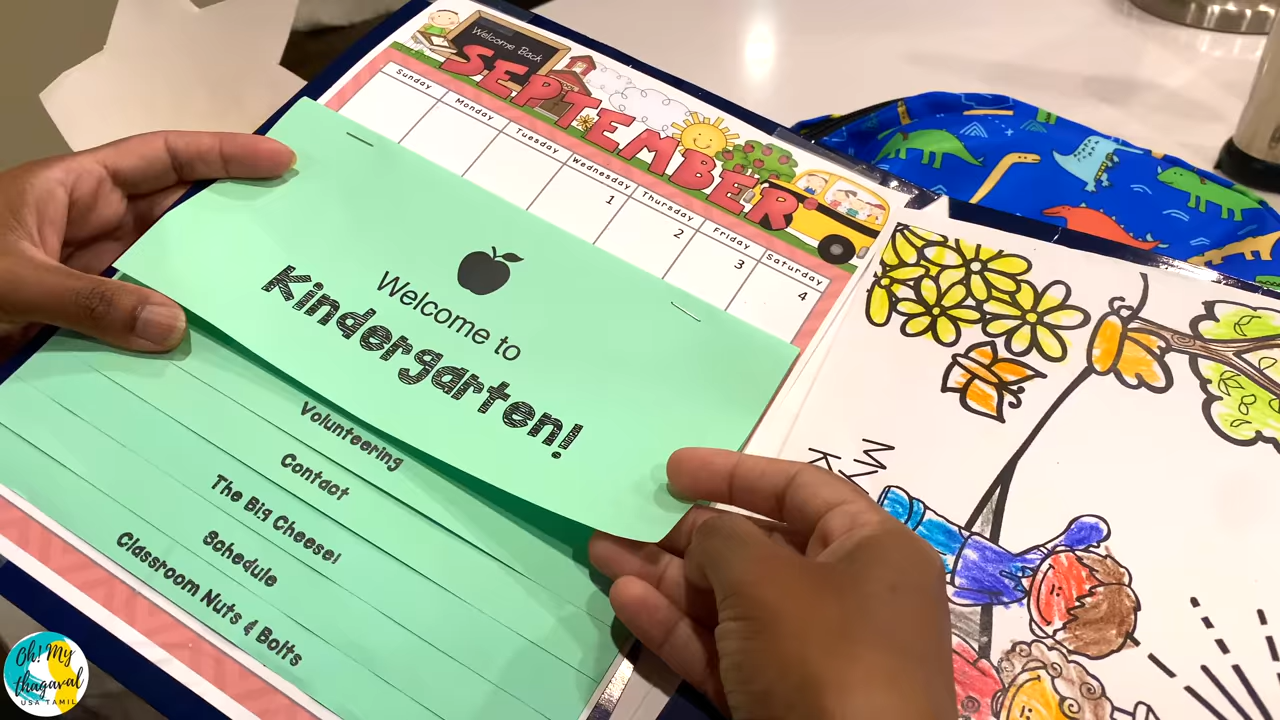 Welcome Back
SEPTEMBER
Sunday Monday Tuesday Wednesday Thursday Friday Saturday
1 2 3 4
Welcome to
Kindergarten!
Volunteering
Contact
The Big Cheese!
Schedule
Classroom Nuts & Bolts
Oh! My
thagaval
USA TAMIL